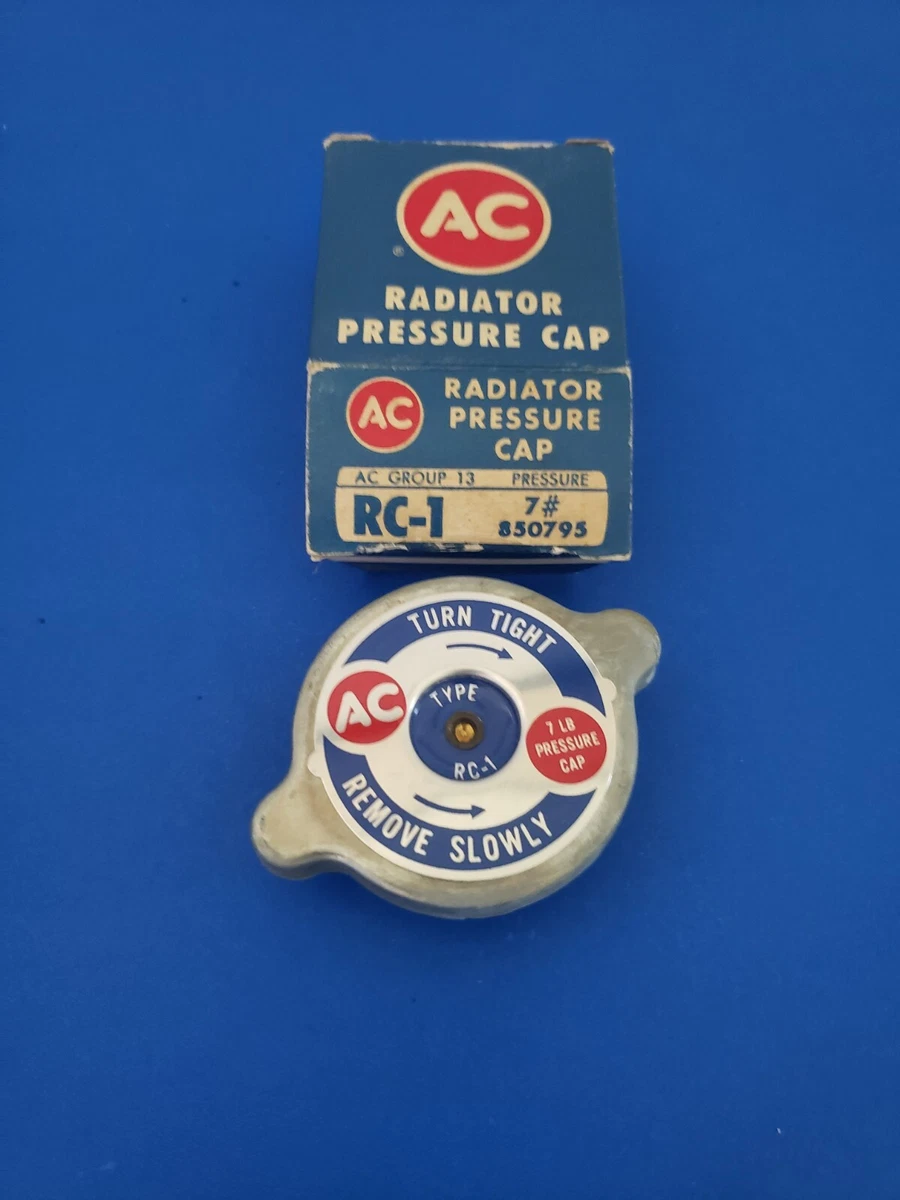 AC
®
RADIATOR
PRESSURE CAP
AC
RADIATOR
PRESSURE
CAP
AC GROUP 13 PRESSURE
RC-1
7#
850795
TURN TIGHT
AC
TYPE
RC-1
7 LB
PRESSURE
CAP
REMOVE SLOWLY